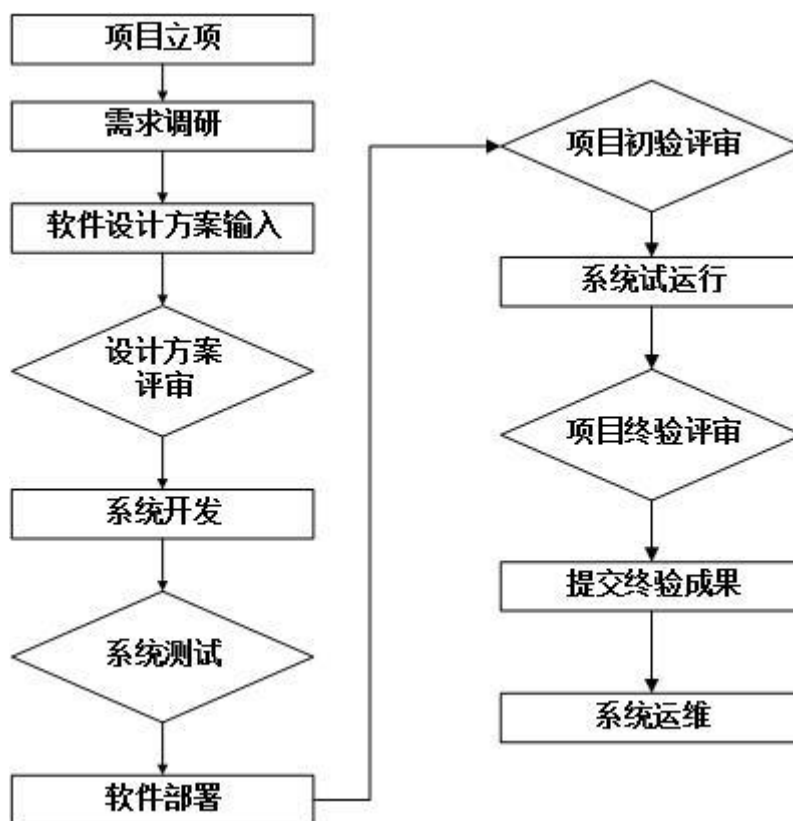 项目立项
需求调研
软件设计方案输入
设计方案
评审
系统开发
系统测试
软件部署
项目初验评审
系统试运行
项目终验评审
提交终验成果
系统运维